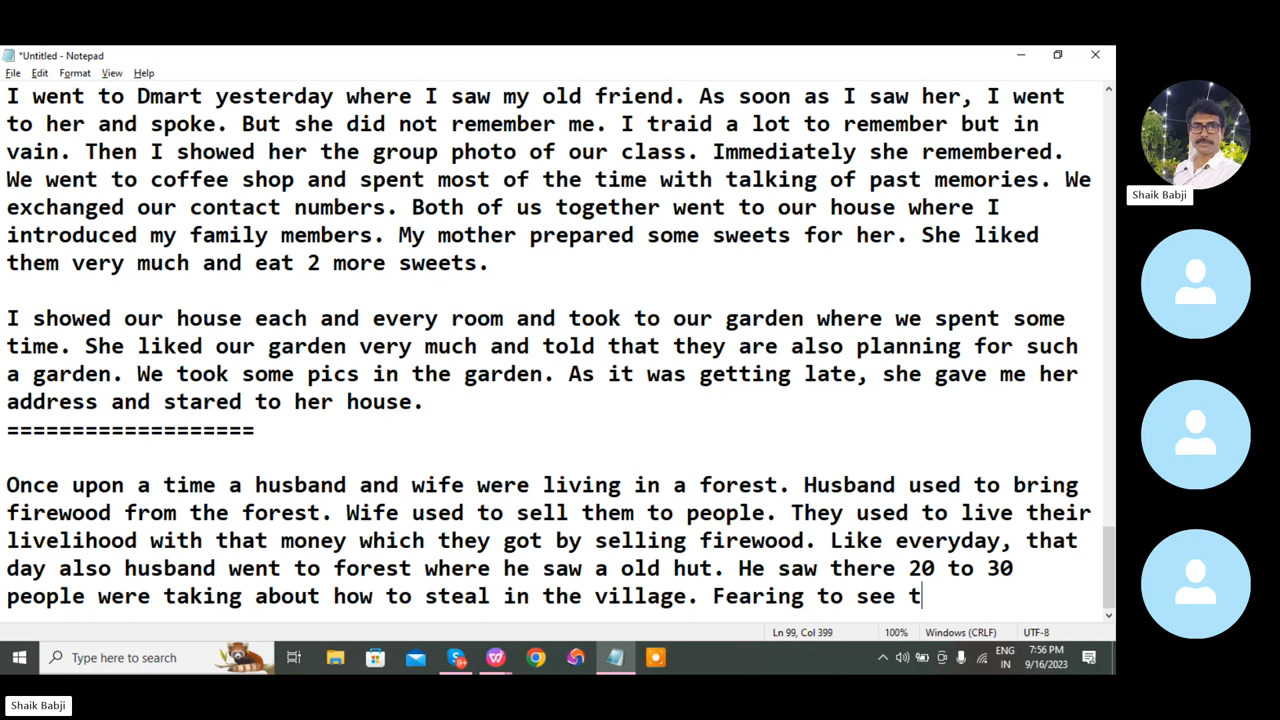 *Untitled - Notepad
File Edit Format View Help
I went to Dmart yesterday where I saw my old friend. As soon as I saw her, I went
to her and spoke. But she did not remember me. I traid a lot to remember but in
vain. Then I showed her the group photo of our class. Immediately she remembered.
We went to coffee shop and spent most of the time with talking of past memories. We
exchanged our contact numbers. Both of us together went to our house where I
introduced my family members. My mother prepared some sweets for her. She liked
them very much and eat 2 more sweets.
I showed our house each and every room and took to our garden where we spent some
time. She liked our garden very much and told that they are also planning for such
a garden. We took some pics in the garden. As it was getting late, she gave me her
address and stared to her house.
===================
Once upon a time a husband and wife were living in a forest. Husband used to bring
firewood from the forest. Wife used to sell them to people. They used to live their
livelihood with that money which they got by selling firewood. Like everyday, that
day also husband went to forest where he saw a old hut. He saw there 20 to 30
people were taking about how to steal in the village. Fearing to see t
Ln 99, Col 399 100% Windows (CRLF) UTF-8
Type here to search
ENG
IN
7:56 PM
9/16/2023
Shaik Babji
Shaik Babji